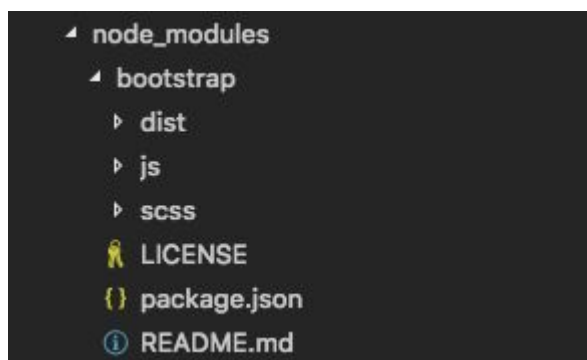 node_modules
bootstrap
dist
js
scss
LICENSE
{} package.json
README.md